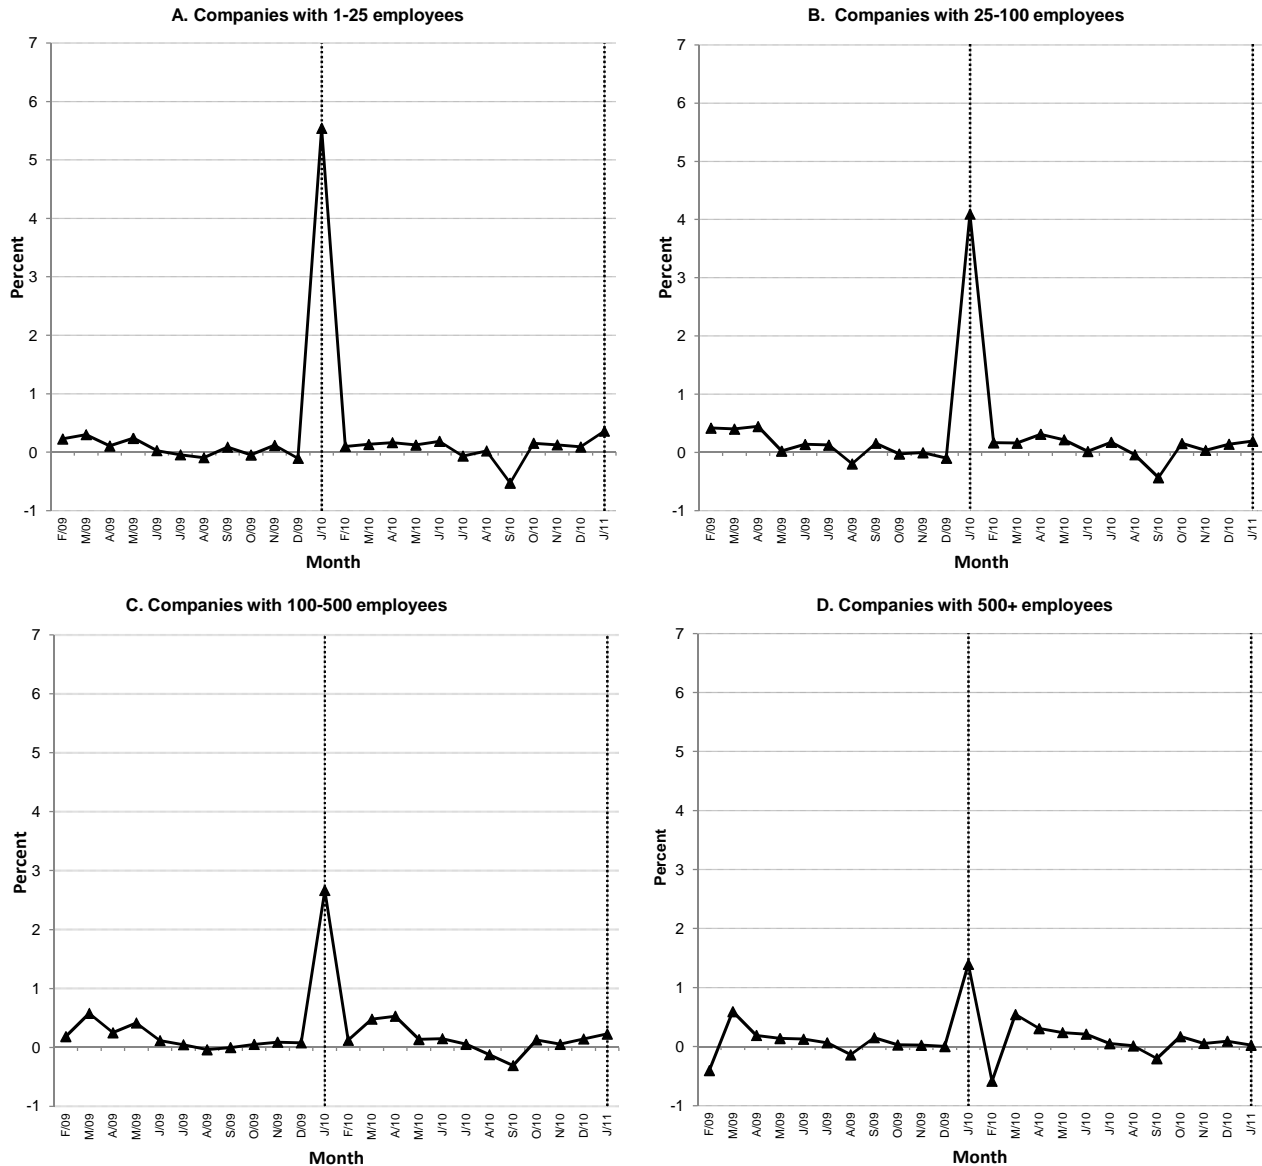 A. Companies with 1-25 employees
7
6
5
4
3
2
1
0
-1
Percent
F/09 M/09 A/09 M/09 J/09 J/09 A/09 S/09 O/09 N/09 D/09 J/10 F/10 M/10 A/10 M/10 J/10 J/10 A/10 S/10 O/10 N/10 D/10 J/11
Month
B.  Companies with 25-100 employees
7
6
5
4
3
2
1
0
-1
Percent
F/09 M/09 A/09 M/09 J/09 J/09 A/09 S/09 O/09 N/09 D/09 J/10 F/10 M/10 A/10 M/10 J/10 J/10 A/10 S/10 O/10 N/10 D/10 J/11
Month
C. Companies with 100-500 employees
7
6
5
4
3
2
1
0
-1
Percent
F/09 M/09 A/09 M/09 J/09 J/09 A/09 S/09 O/09 N/09 D/09 J/10 F/10 M/10 A/10 M/10 J/10 J/10 A/10 S/10 O/10 N/10 D/10 J/11
Month
D. Companies with 500+ employees
7
6
5
4
3
2
1
0
-1
Percent
F/09 M/09 A/09 M/09 J/09 J/09 A/09 S/09 O/09 N/09 D/09 J/10 F/10 M/10 A/10 M/10 J/10 J/10 A/10 S/10 O/10 N/10 D/10 J/11
Month